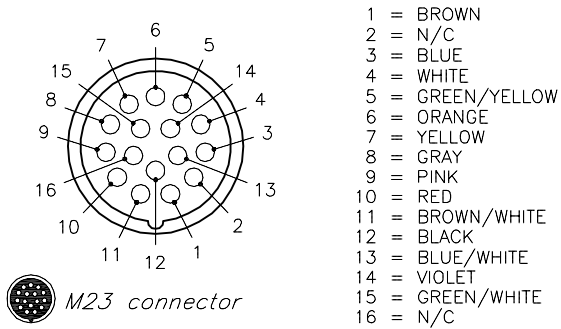 6
7
5
15
14
8
4
9
3
16
13
10
2
11
1
12
M23 connector
1 = BROWN
2 = N/C
3 = BLUE
4 = WHITE
5 = GREEN/YELLOW
6 = ORANGE
7 = YELLOW
8 = GRAY
9 = PINK
10 = RED
11 = BROWN/WHITE
12 = BLACK
13 = BLUE/WHITE
14 = VIOLET
15 = GREEN/WHITE
16 = N/C